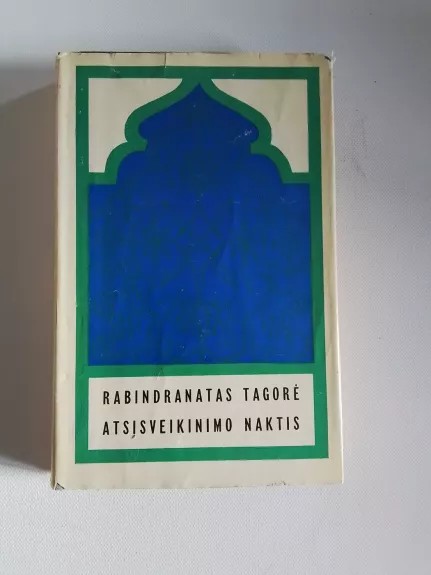 RABINDRANATAS TAGORĖ
ATSISVEIKINIMO NAKTIS